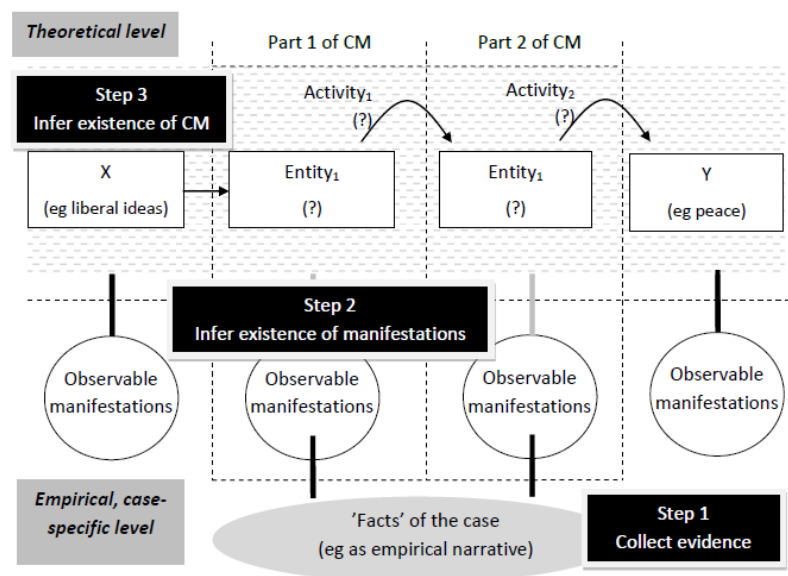 Theoretical level
Part 1 of CM
Part 2 of CM
Step 3
Infer existence of CM
Activity₁
(?)
Activity₂
(?)
X
(eg liberal ideas)
Entity₁
(?)
Entity₁
(?)
Y
(eg peace)
Step 2
Infer existence of manifestations
Observable
manifestations
Observable
manifestations
Observable
manifestations
Observable
manifestations
Empirical, case-
specific level
’Facts’ of the case
(eg as empirical narrative)
Step 1
Collect evidence